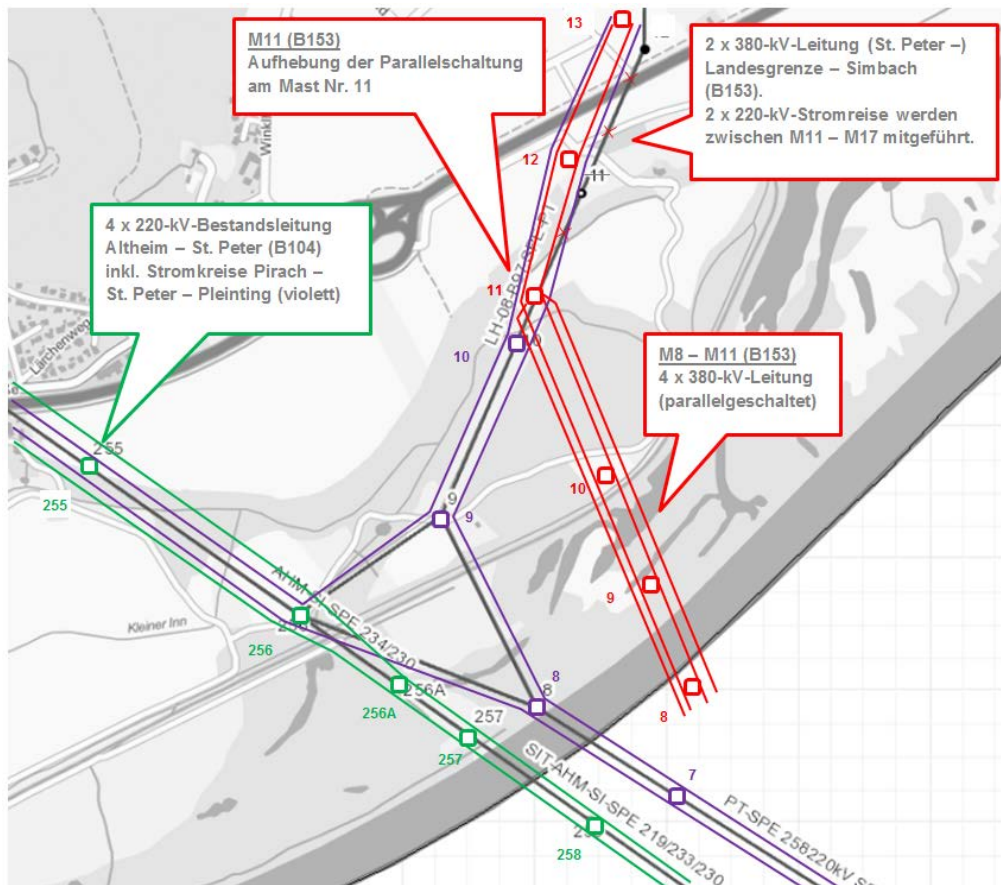 13
M11 (B153)
Aufhebung der Parallelschaltung
am Mast Nr. 11
2 x 380-kV-Leitung (St. Peter –)
Landesgrenze – Simbach
(B153).
2 x 220-kV-Stromreise werden
zwischen M11 – M17 mitgeführt.
12
11
4 x 220-kV-Bestandsleitung
Altheim – St. Peter (B104)
inkl. Stromkreise Pirach –
St. Peter – Pleinting (violett)
Lärchenweg
11
10
M8 – M11 (B153)
4 x 380-kV-Leitung
(parallelgeschaltet)
255
255
10
9
9
9
AHM-SI-SPE 234/230
Kleiner Inn
256
256A
256A
8
8
8
257
257
7
SIT-AHM-SI-SPE 219/233/230
PT-SPE 258220kV
258